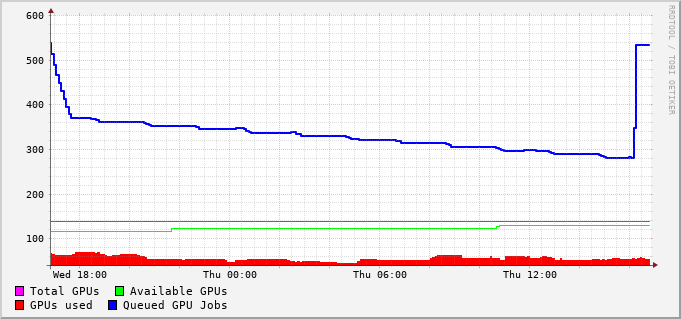 600
500
400
300
200
100
Wed 18:00 Thu 00:00 Thu 06:00 Thu 12:00
Total GPUs Available GPUs
GPUs used Queued GPU Jobs
RRDTOOL / TOBI OETIKER